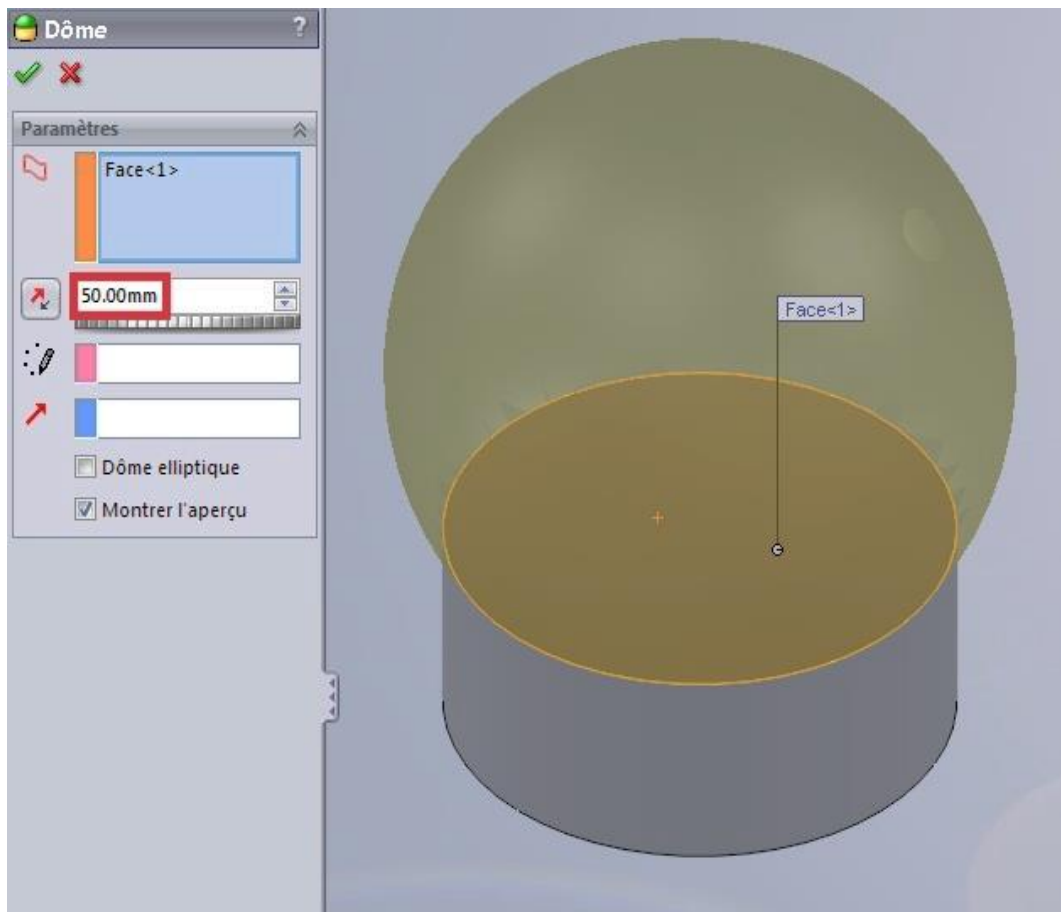 Dôme ?
Paramètres
Face<1>
50.00mm
Dôme elliptique
Montrer l'aperçu
Face<1>